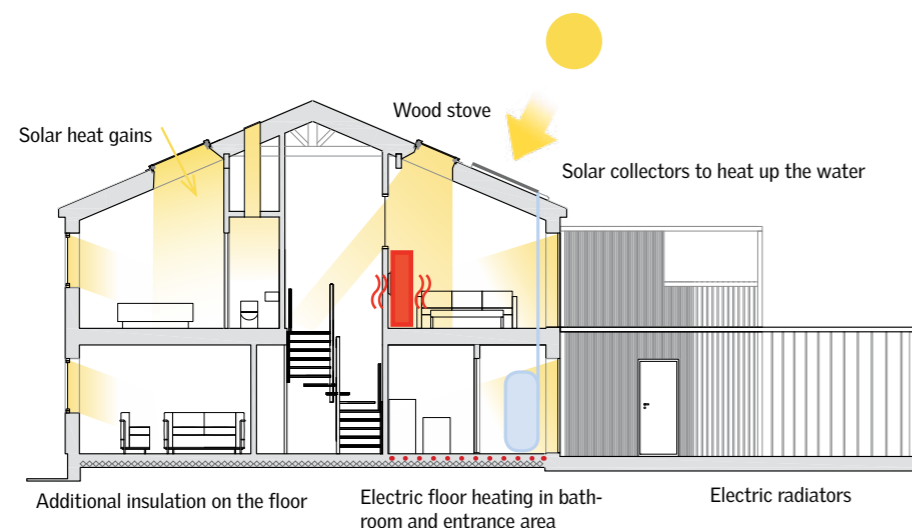 Wood stove
Solar heat gains
Solar collectors to heat up the water
Additional insulation on the floor
Electric floor heating in bath-
room and entrance area
Electric radiators